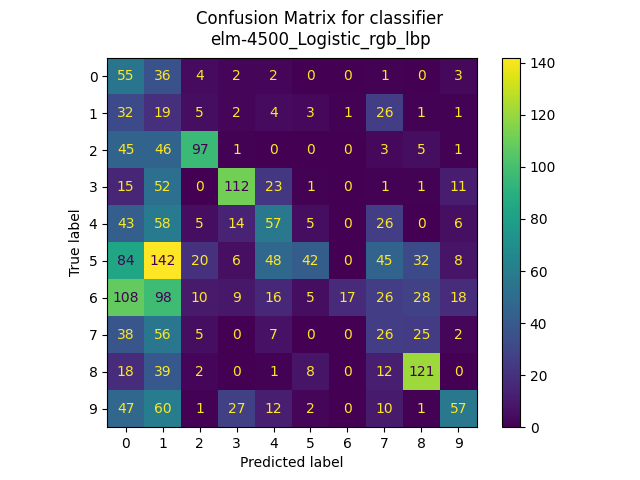 Confusion Matrix for classifier
elm-4500_Logistic_rgb_lbp
0 55 36 4 2 2 0 0 1 0 3
1 32 19 5 2 4 3 1 26 1 1
2 45 46 97 1 0 0 0 3 5 1
3 15 52 0 112 23 1 0 1 1 11
4 43 58 5 14 57 5 0 26 0 6
5 84 142 20 6 48 42 0 45 32 8
6 108 98 10 9 16 5 17 26 28 18
7 38 56 5 0 7 0 0 26 25 2
8 18 39 2 0 1 8 0 12 121 0
9 47 60 1 27 12 2 0 10 1 57
0 1 2 3 4 5 6 7 8 9
Predicted label
True label
140
120
100
80
60
40
20
0